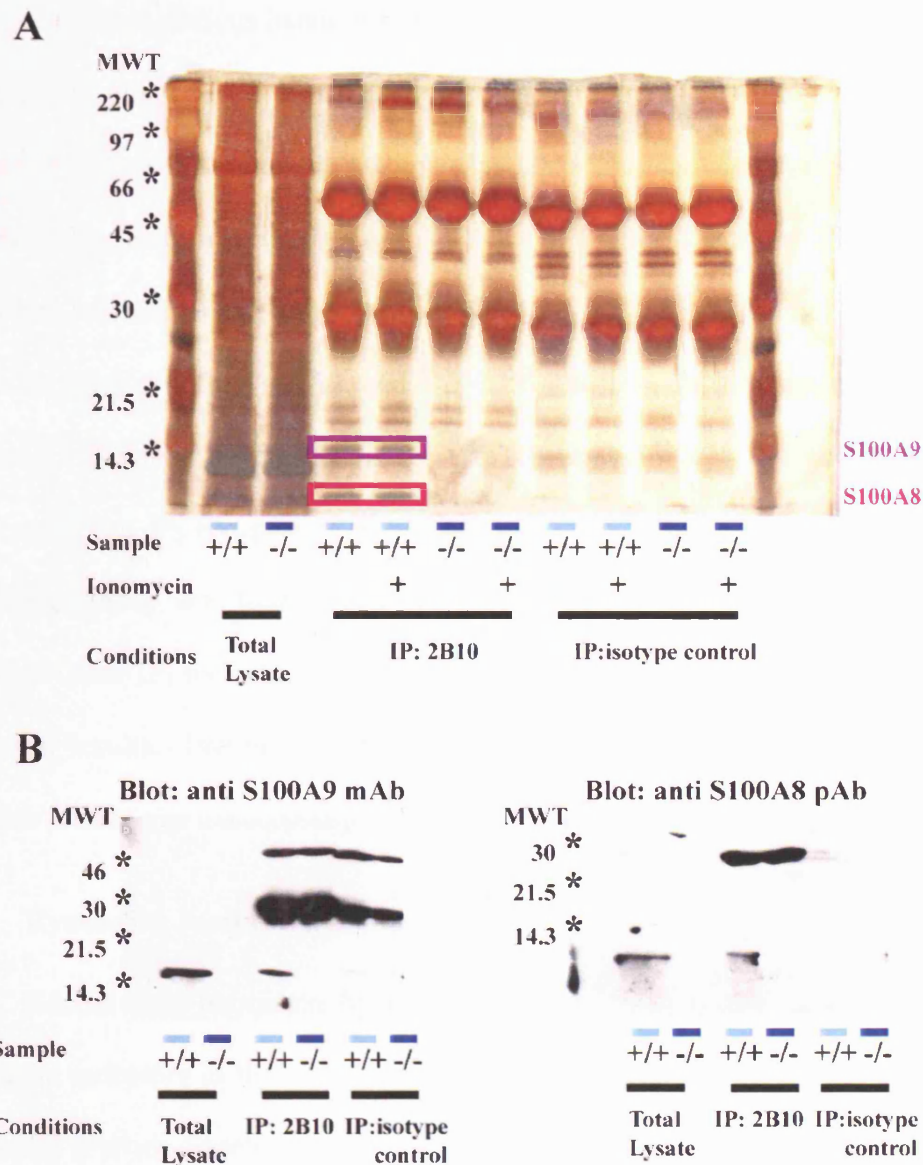 A
MWT
220 *
97 *
66 *
45 *
30 *
21.5 *
14.3 *
S100A9
S100A8
Sample +/+ -/- +/+ +/+ -/- -/- +/+ +/+ -/- -/-
Ionomycin + + + +
Conditions Total Lysate IP: 2B10 IP:isotype control
B
Blot: anti S100A9 mAb
MWT
46 *
30 *
21.5 *
14.3 *
Sample +/+ -/- +/+ -/- +/+ -/-
Conditions Total Lysate IP: 2B10 IP:isotype control
Blot: anti S100A8 pAb
MWT
30 *
21.5 *
14.3 *
+/+ -/- +/+ -/- +/+ -/-
Total Lysate IP: 2B10 IP:isotype control